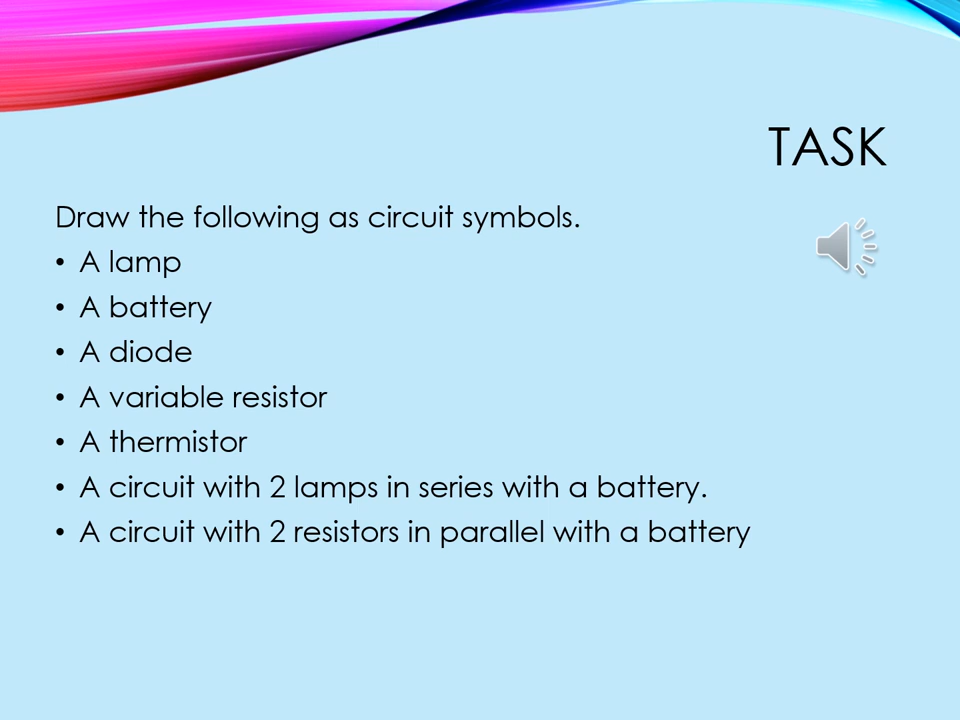 TASK
Draw the following as circuit symbols.
• A lamp
• A battery
• A diode
• A variable resistor
• A thermistor
• A circuit with 2 lamps in series with a battery.
• A circuit with 2 resistors in parallel with a battery